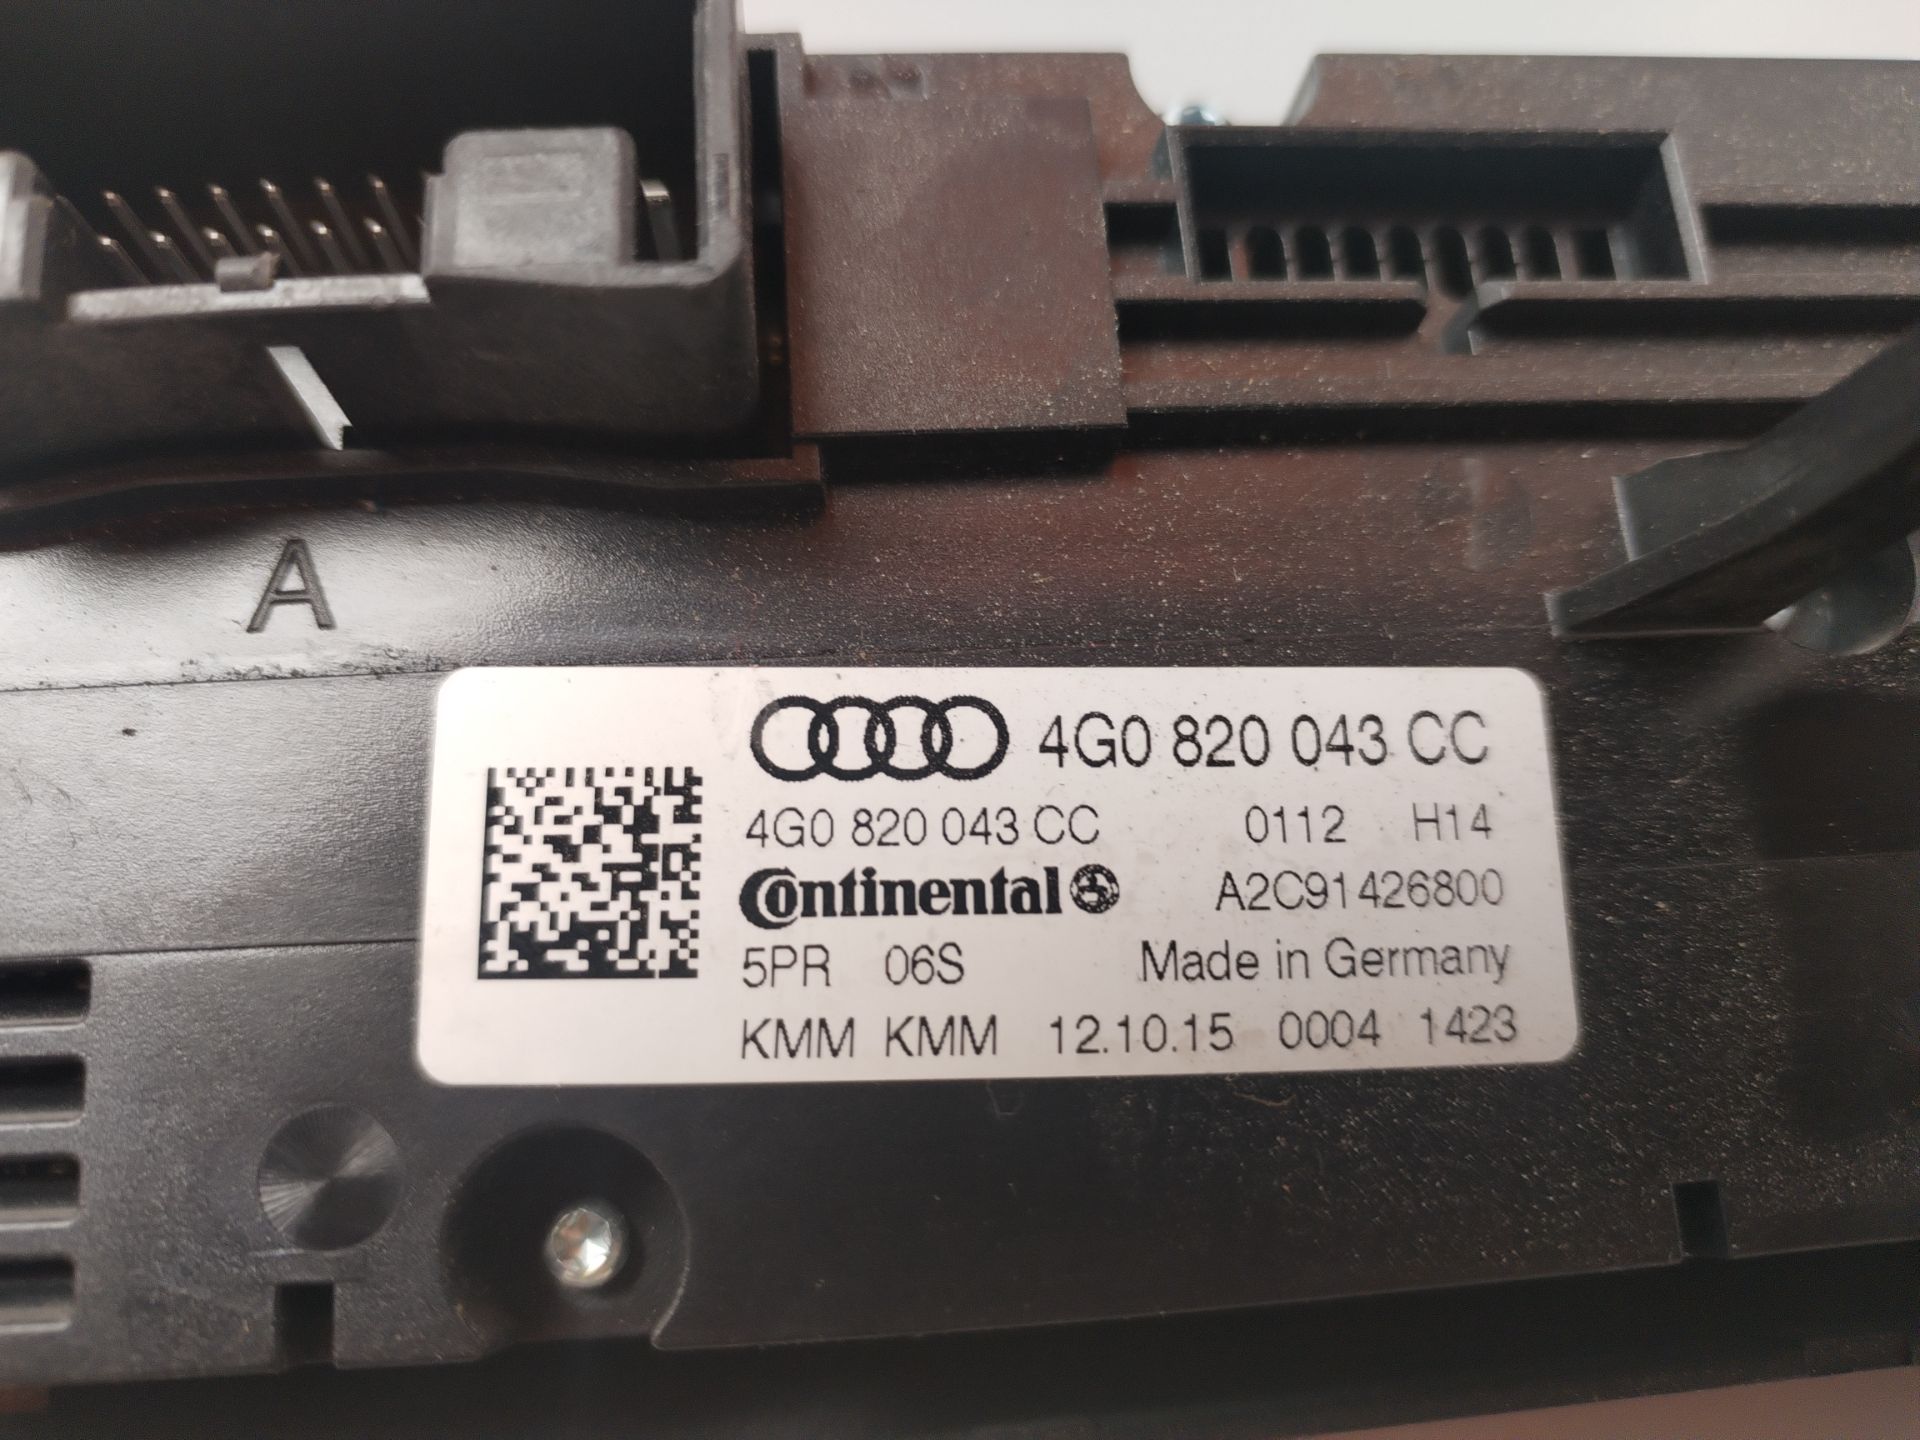 A
4G0 820 043 CC
4G0 820 043 CC 0112 H14
Continental A2C91426800
5PR 06S Made in Germany
KMM KMM 12.10.15 0004 1423